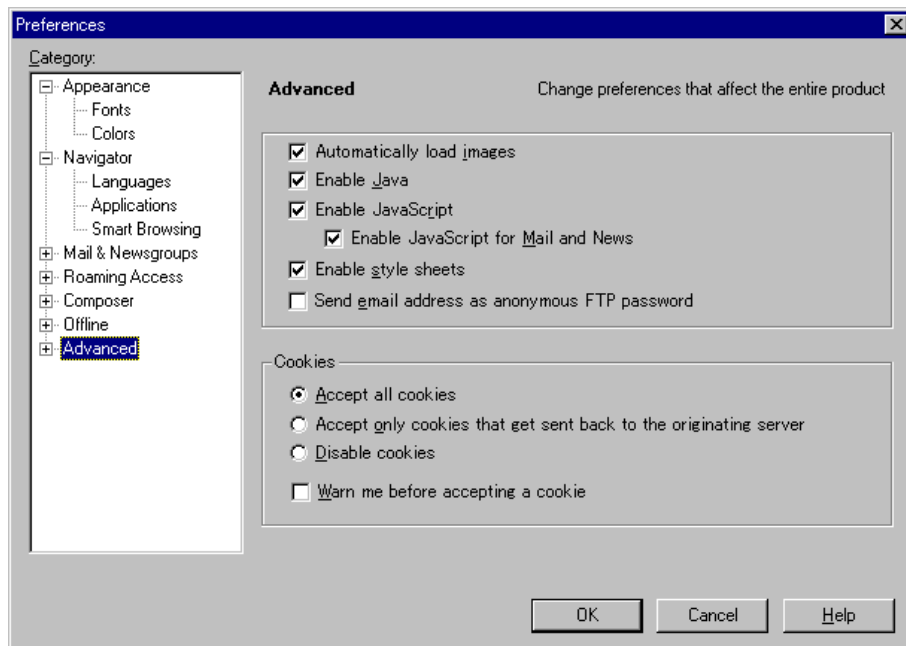 Preferences
Category:
Appearance
Fonts
Colors
Navigator
Languages
Applications
Smart Browsing
Mail & Newsgroups
Roaming Access
Composer
Offline
Advanced
Advanced
Change preferences that affect the entire product
Automatically load images
Enable Java
Enable JavaScript
Enable JavaScript for Mail and News
Enable style sheets
Send email address as anonymous FTP password
Cookies
Accept all cookies
Accept only cookies that get sent back to the originating server
Disable cookies
Warn me before accepting a cookie
OK
Cancel
Help